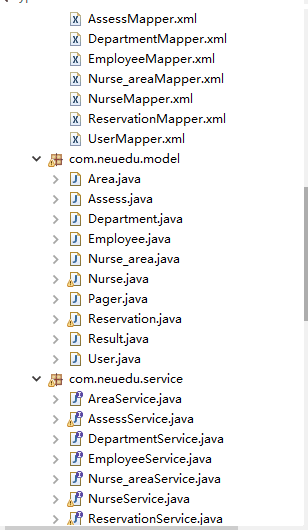 AssessMapper.xml
DepartmentMapper.xml
EmployeeMapper.xml
Nurse_areaMapper.xml
NurseMapper.xml
ReservationMapper.xml
UserMapper.xml
com.neuedu.model
Area.java
Assess.java
Department.java
Employee.java
Nurse_area.java
Nurse.java
Pager.java
Reservation.java
Result.java
User.java
com.neuedu.service
AreaService.java
AssessService.java
DepartmentService.java
EmployeeService.java
Nurse_areaService.java
NurseService.java
ReservationService.java